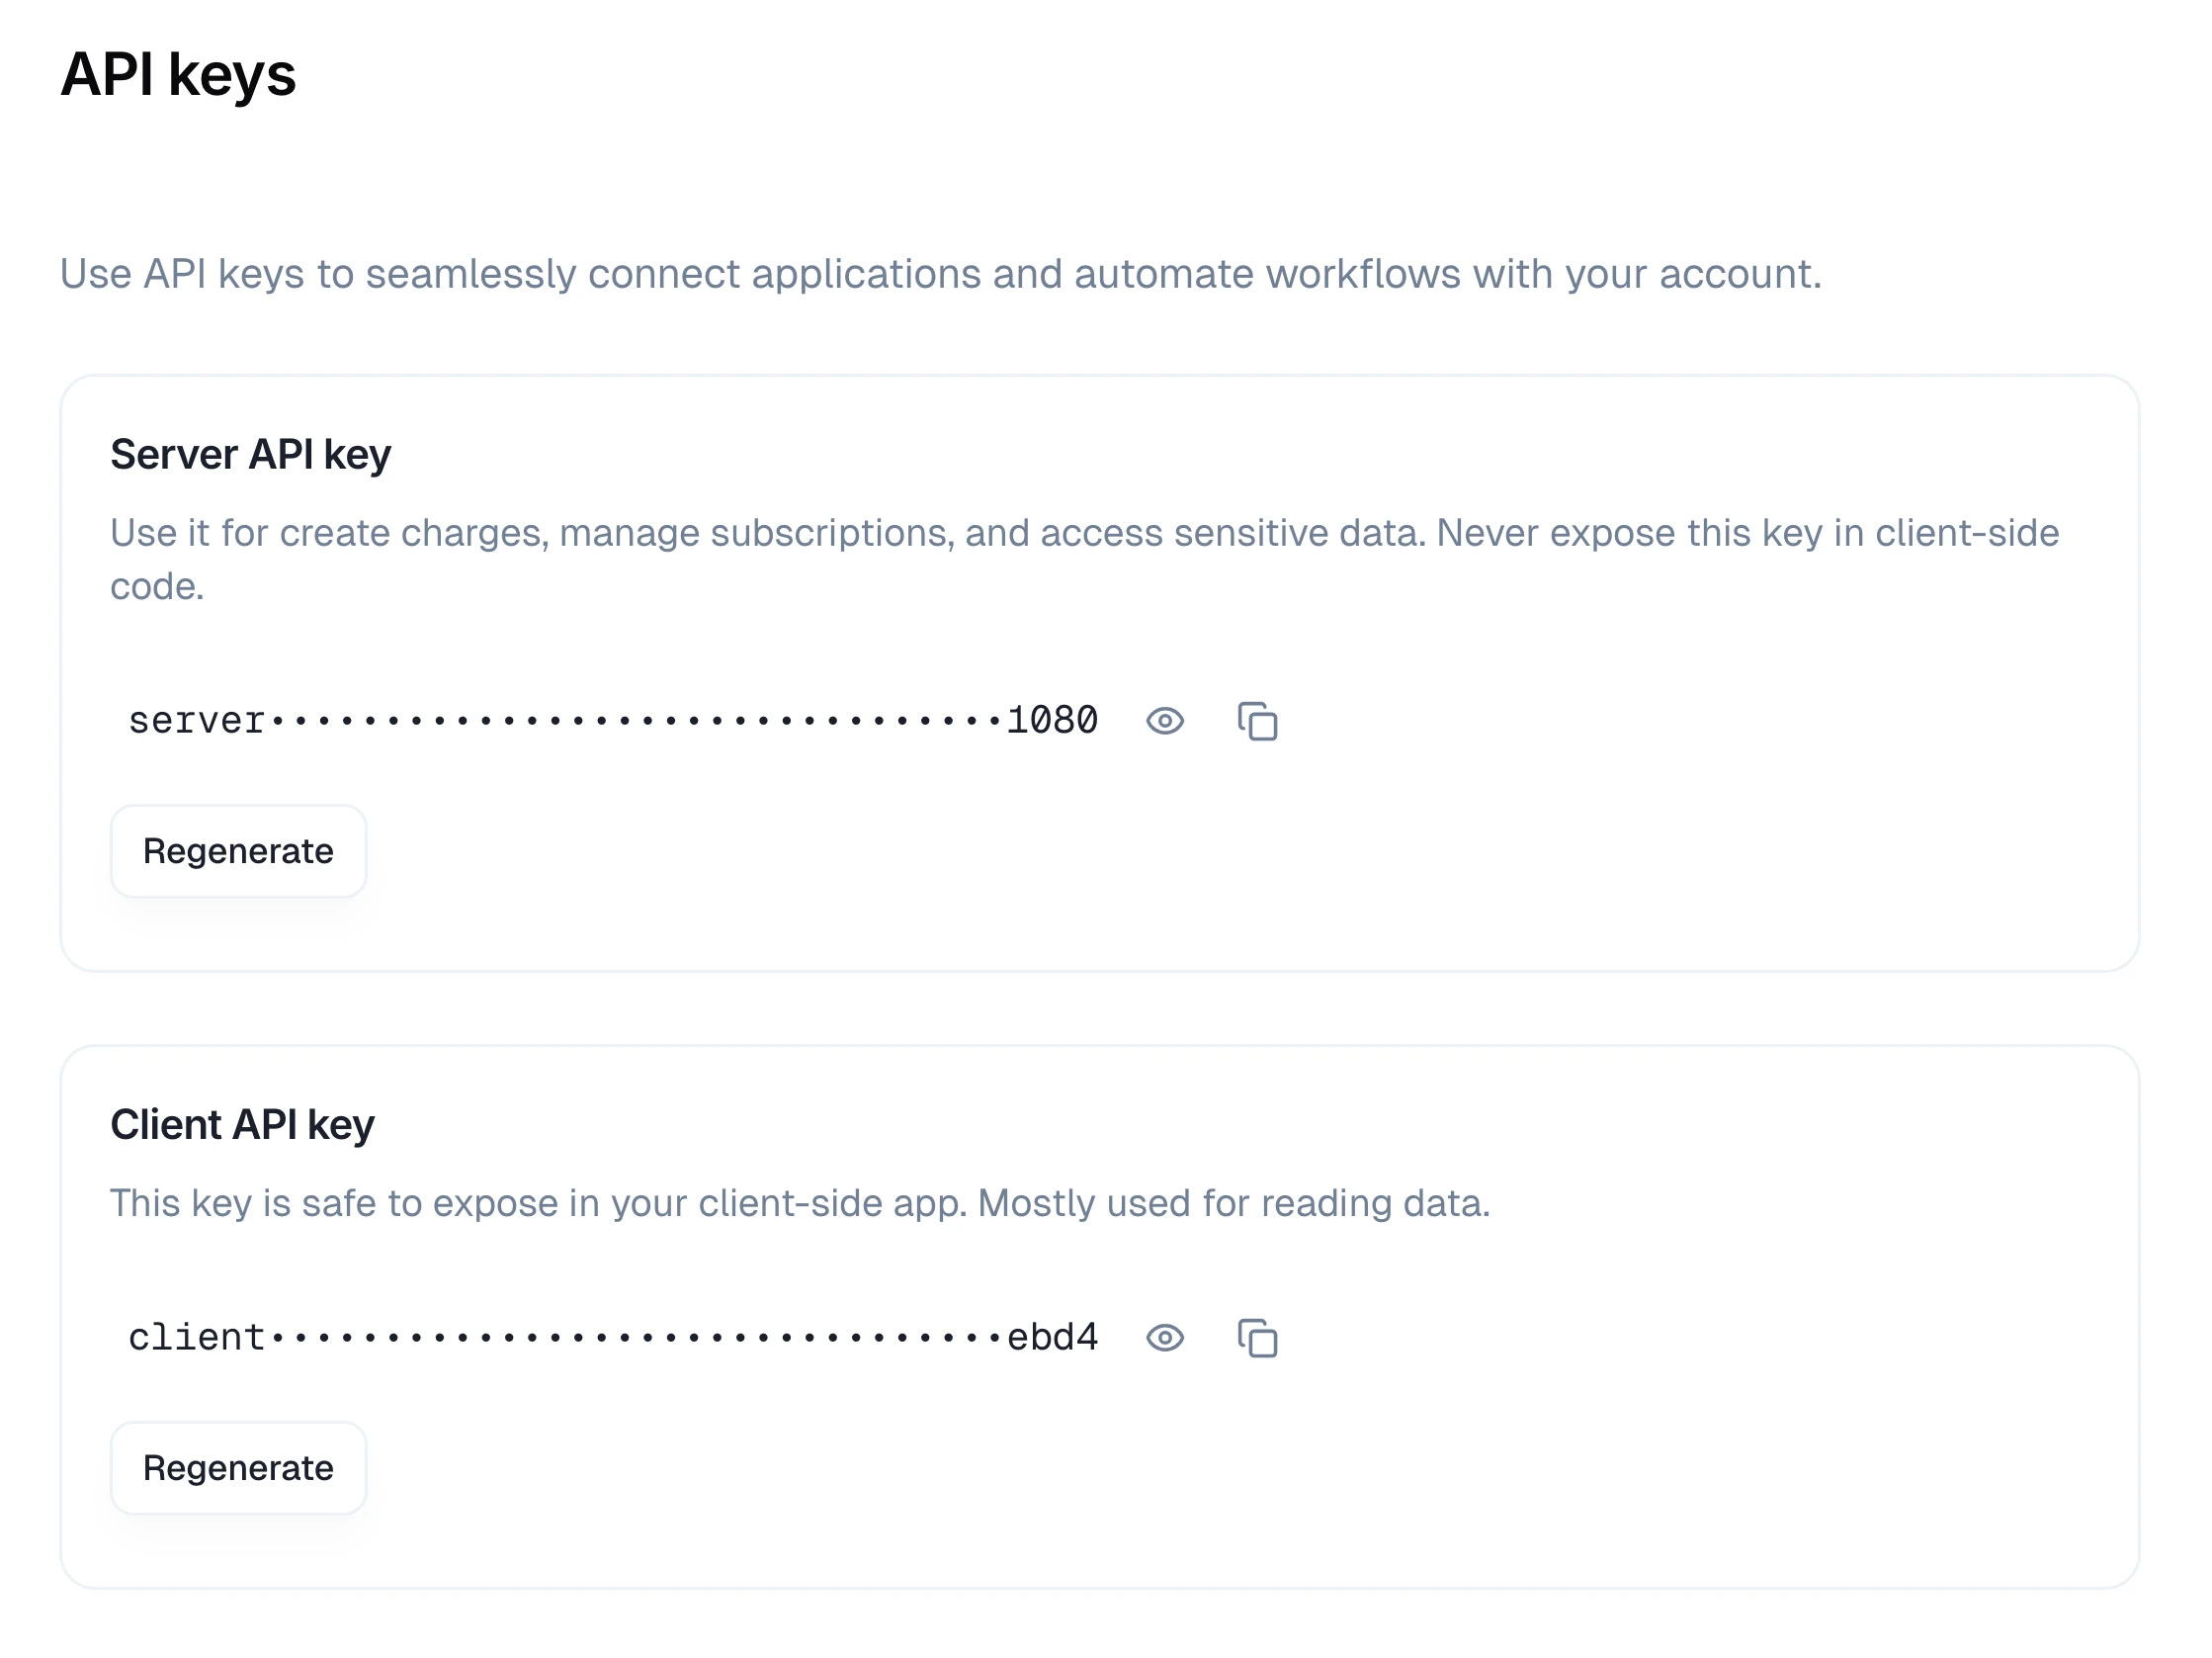 API keys
Use API keys to seamlessly connect applications and automate workflows with your account.
Server API key
Use it for create charges, manage subscriptions, and access sensitive data. Never expose this key in client-side
code.
server••••••••••••••••••••••••••••••••1080
Regenerate
Client API key
This key is safe to expose in your client-side app. Mostly used for reading data.
client••••••••••••••••••••••••••••••••ebd4
Regenerate